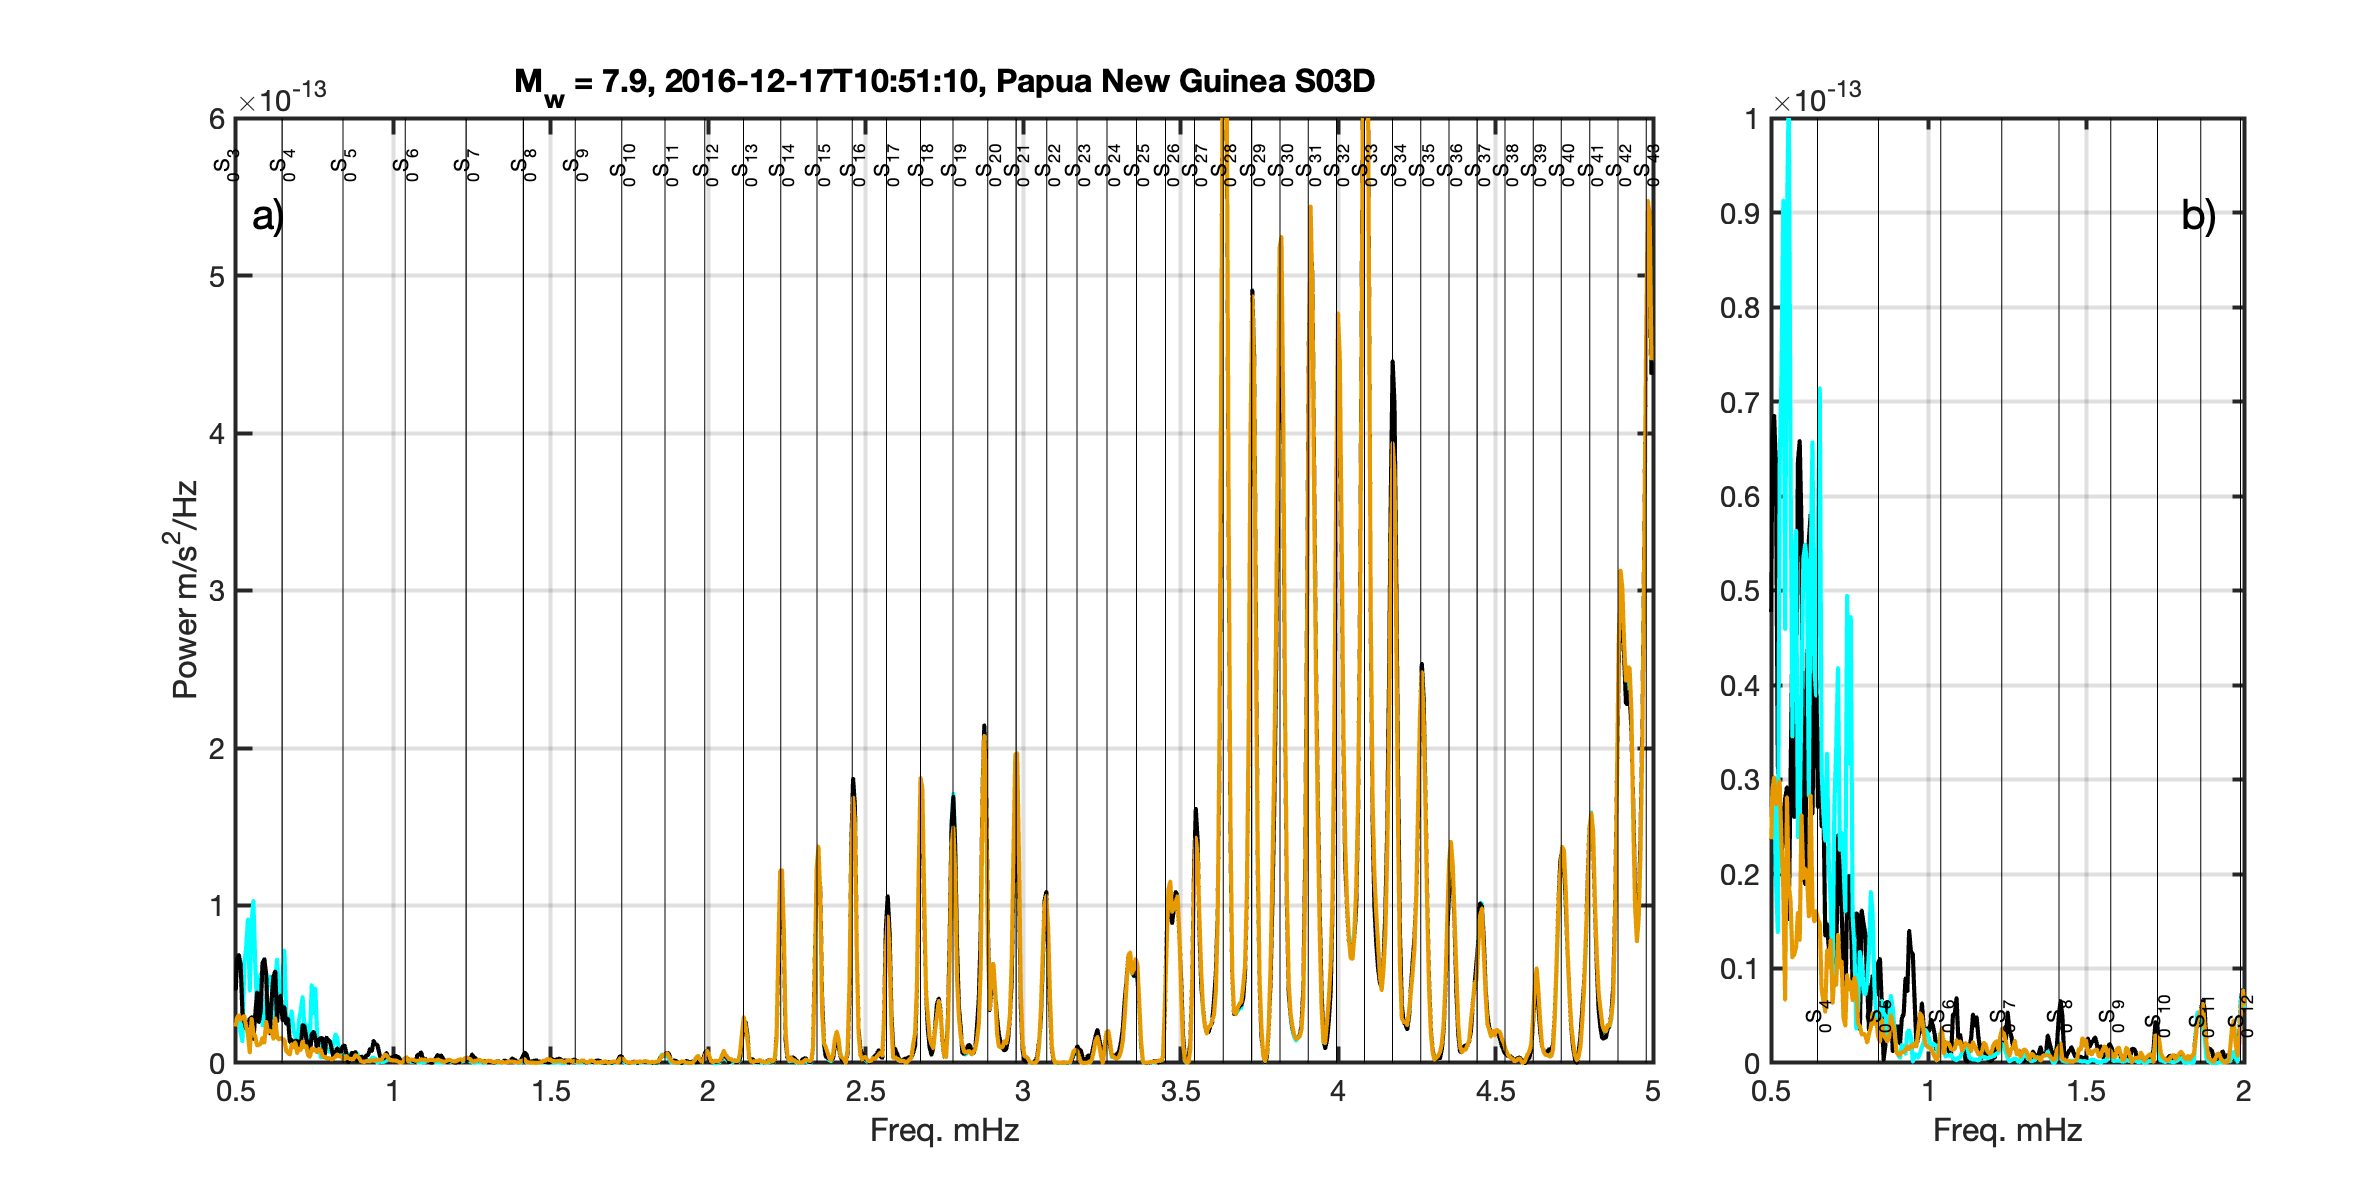 M_w = 7.9, 2016-12-17T10:51:10, Papua New Guinea S03D
×10^-13
6
5
4
3
2
1
0
Power m/s^2/Hz
a)
0S3
0S4
0S5
0S6
0S7
0S8
0S9
0S10
0S11
0S12
0S13
0S14
0S15
0S16
0S17
0S18
0S19
0S20
0S21
0S22
0S23
0S24
0S25
0S26
0S27
0S28
0S29
0S30
0S31
0S32
0S33
0S34
0S35
0S36
0S37
0S38
0S39
0S40
0S41
0S42
0S43
0.5 1 1.5 2 2.5 3 3.5 4 4.5 5
Freq. mHz
×10^-13
1
0.9
0.8
0.7
0.6
0.5
0.4
0.3
0.2
0.1
0
b)
0S4
0S5
0S6
0S7
0S8
0S9
0S10
0S11
0S12
0.5 1 1.5 2
Freq. mHz